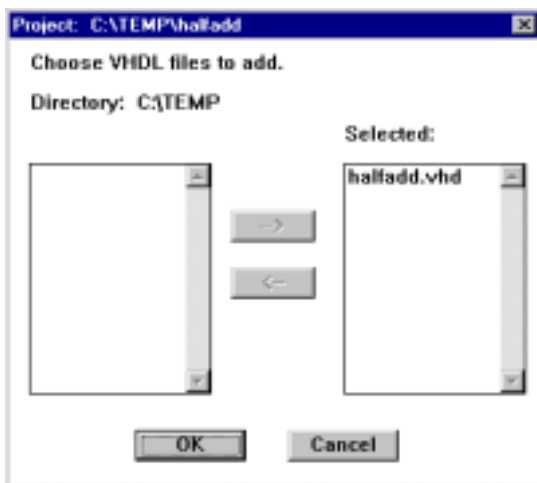 Project: C:\TEMP\halfadd
Choose VHDL files to add.
Directory: C:\TEMP
Selected:
halfadd.vhd
-->
<--
OK
Cancel